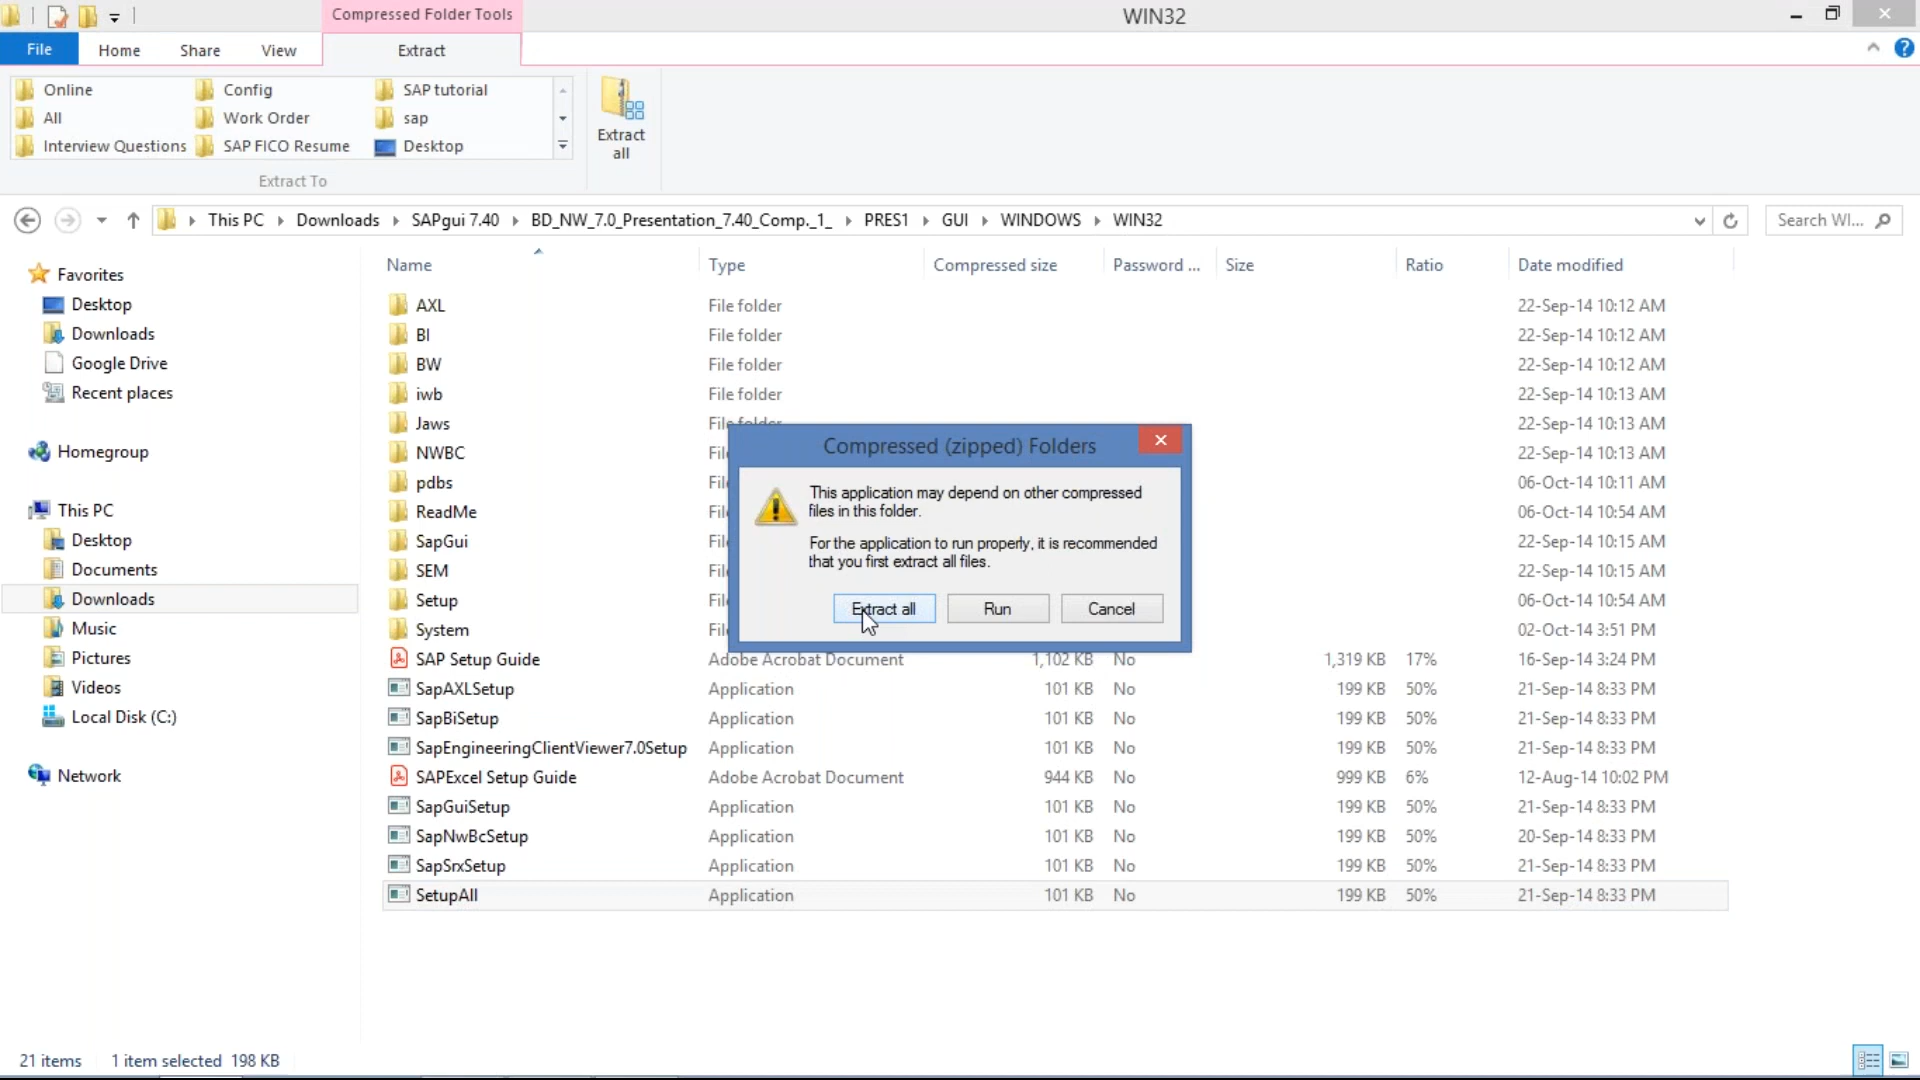 Compressed Folder Tools
WIN32
File
Home
Share
View
Extract
Online
Config
SAP tutorial
All
Work Order
sap
Interview Questions
SAP FICO Resume
Desktop
Extract To
Extract all
This PC
Downloads
SAPgui 7.40
BD_NW_7.0_Presentation_7.40_Comp._1_
PRES1
GUI
WINDOWS
WIN32
Search WI...
Favorites
Desktop
Downloads
Google Drive
Recent places
Homegroup
This PC
Desktop
Documents
Downloads
Music
Pictures
Videos
Local Disk (C:)
Network
Name Type Compressed size Password ... Size Ratio Date modified
AXL File folder 22-Sep-14 10:12 AM
BI File folder 22-Sep-14 10:12 AM
BW File folder 22-Sep-14 10:12 AM
iwb File folder 22-Sep-14 10:13 AM
Jaws File folder 22-Sep-14 10:13 AM
NWBC 22-Sep-14 10:13 AM
pdbs 06-Oct-14 10:11 AM
ReadMe 06-Oct-14 10:54 AM
SapGui 22-Sep-14 10:15 AM
SEM 22-Sep-14 10:15 AM
Setup 06-Oct-14 10:54 AM
System 02-Oct-14 3:51 PM
SAP Setup Guide Adobe Acrobat Document 1,102 KB No 1,319 KB 17% 16-Sep-14 3:24 PM
SapAXLSetup Application 101 KB No 199 KB 50% 21-Sep-14 8:33 PM
SapBiSetup Application 101 KB No 199 KB 50% 21-Sep-14 8:33 PM
SapEngineeringClientViewer7.0Setup Application 101 KB No 199 KB 50% 21-Sep-14 8:33 PM
SAPExcel Setup Guide Adobe Acrobat Document 944 KB No 999 KB 6% 12-Aug-14 10:02 PM
SapGuiSetup Application 101 KB No 199 KB 50% 21-Sep-14 8:33 PM
SapNwBcSetup Application 101 KB No 199 KB 50% 20-Sep-14 8:33 PM
SapSrxSetup Application 101 KB No 199 KB 50% 21-Sep-14 8:33 PM
SetupAll Application 101 KB No 199 KB 50% 21-Sep-14 8:33 PM
Compressed (zipped) Folders
This application may depend on other compressed
files in this folder.
For the application to run properly, it is recommended
that you first extract all files.
Extract all
Run
Cancel
21 items 1 item selected 198 KB